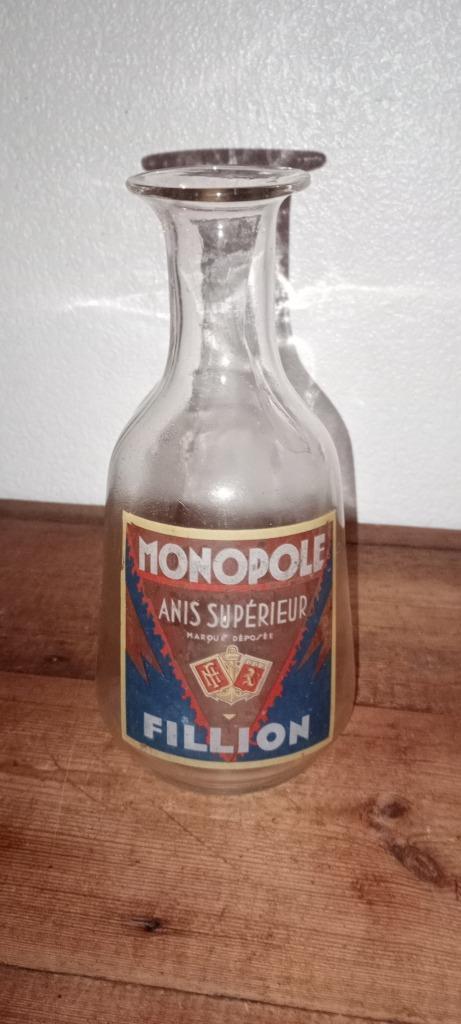 MONOPOLE
ANIS SUPÉRIEUR
MARQUE DÉPOSÉE
FILLION